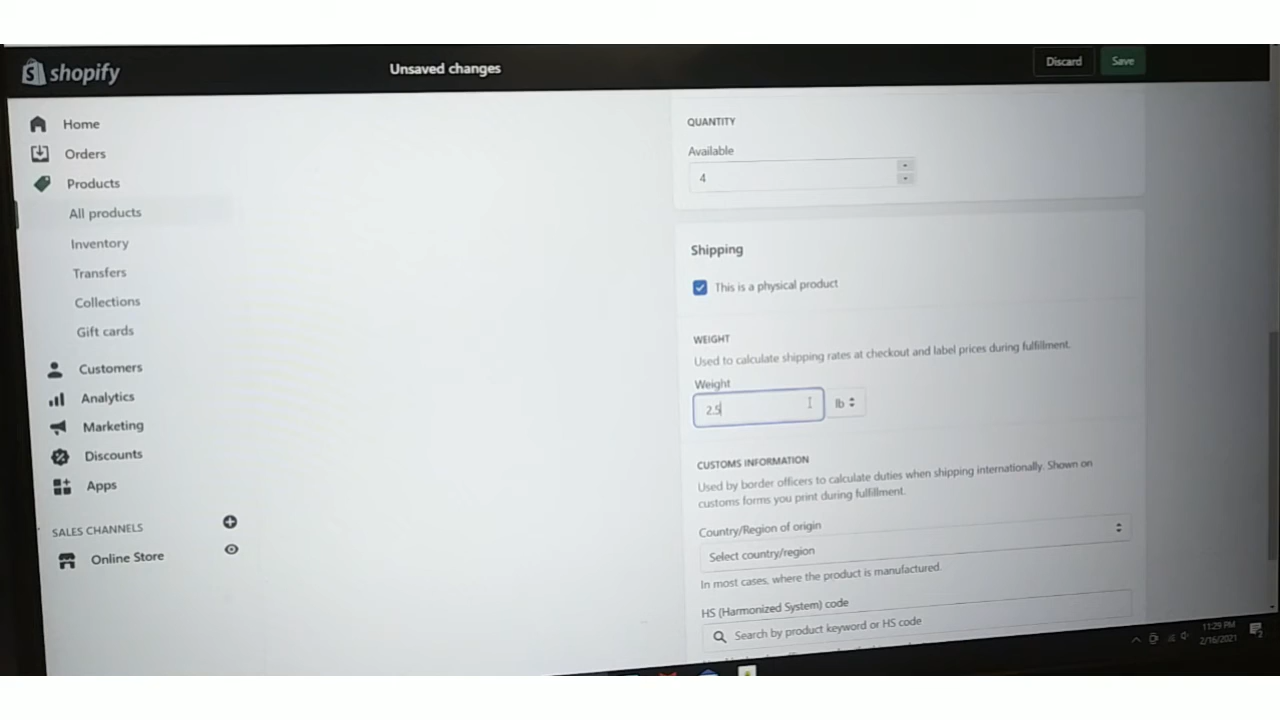 shopify
Unsaved changes
Discard
Save
Home
Orders
Products
All products
Inventory
Transfers
Collections
Gift cards
Customers
Analytics
Marketing
Discounts
Apps
SALES CHANNELS
Online Store
QUANTITY
Available
4
Shipping
This is a physical product
WEIGHT
Used to calculate shipping rates at checkout and label prices during fulfillment.
Weight
2.5
lb
CUSTOMS INFORMATION
Used by border officers to calculate duties when shipping internationally. Shown on
customs forms you print during fulfillment.
Country/Region of origin
Select country/region
In most cases, where the product is manufactured.
HS (Harmonized System) code
Search by product keyword or HS code
11:29 PM
2/16/2021